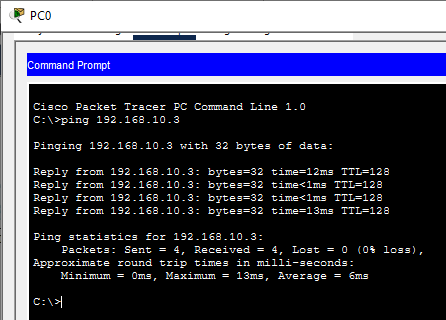 PC0
Command Prompt
Cisco Packet Tracer PC Command Line 1.0
C:\>ping 192.168.10.3
Pinging 192.168.10.3 with 32 bytes of data:
Reply from 192.168.10.3: bytes=32 time=12ms TTL=128
Reply from 192.168.10.3: bytes=32 time<1ms TTL=128
Reply from 192.168.10.3: bytes=32 time<1ms TTL=128
Reply from 192.168.10.3: bytes=32 time=13ms TTL=128
Ping statistics for 192.168.10.3:
Packets: Sent = 4, Received = 4, Lost = 0 (0% loss),
Approximate round trip times in milli-seconds:
Minimum = 0ms, Maximum = 13ms, Average = 6ms
C:\>